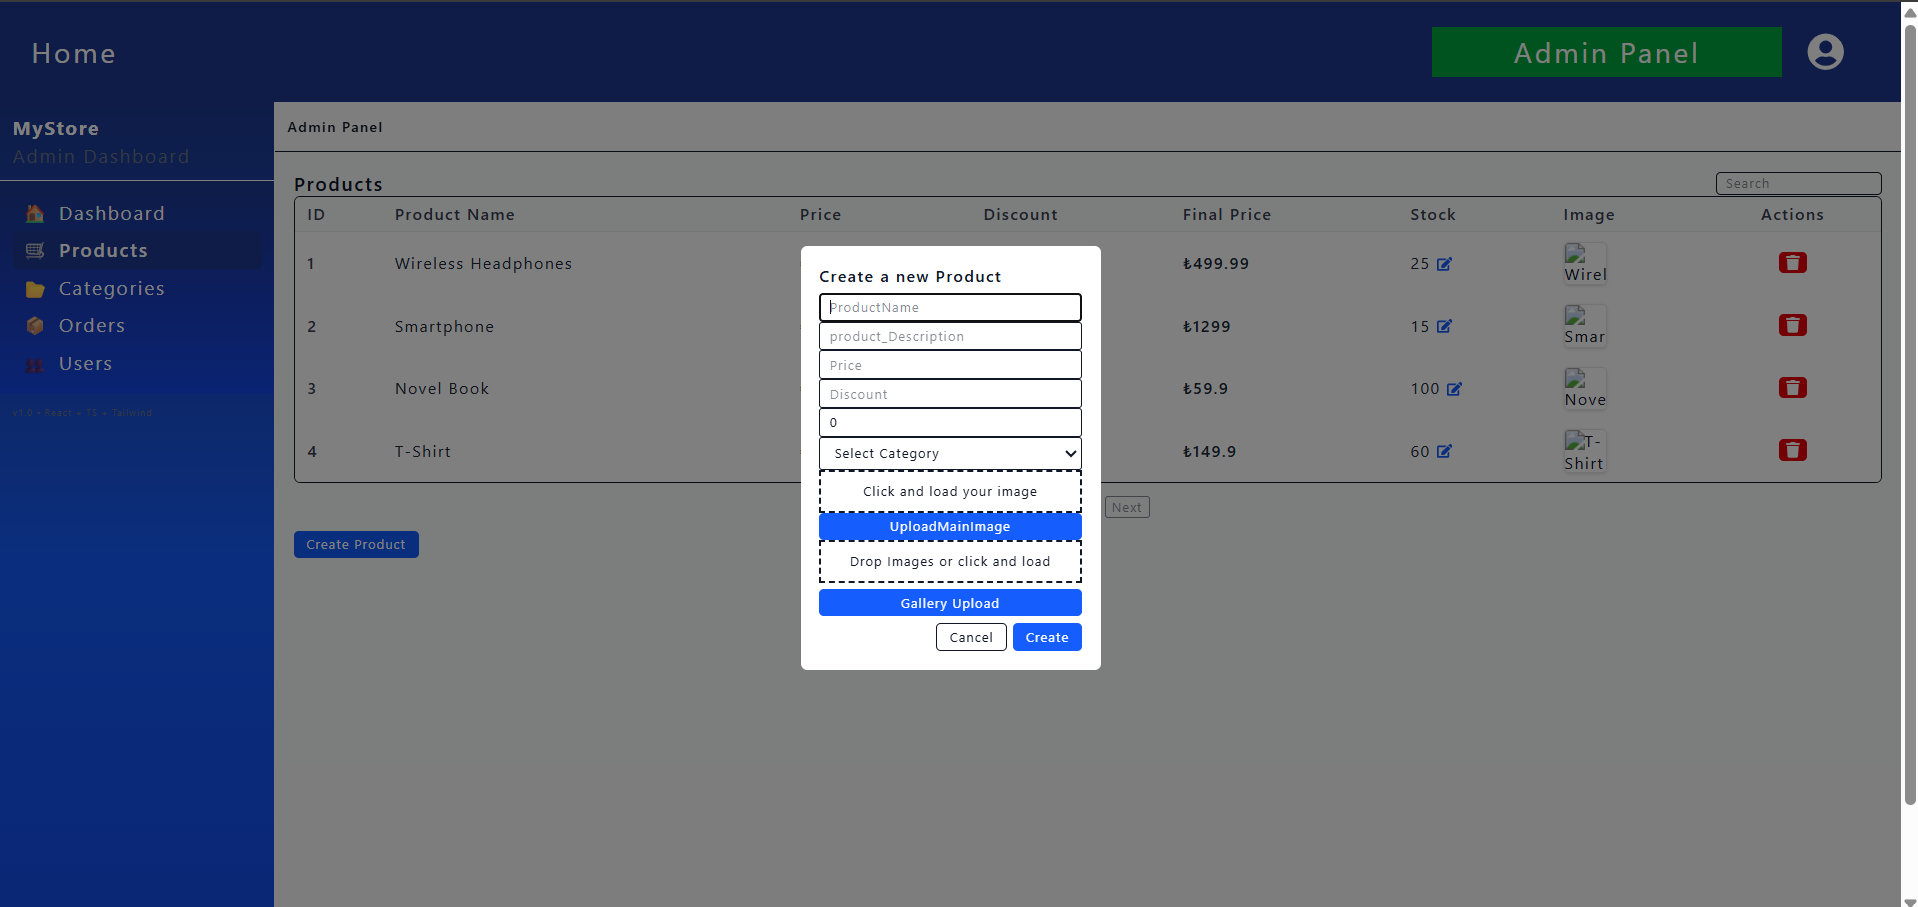 Home
Admin Panel
MyStore
Admin Dashboard
Dashboard
Products
Categories
Orders
Users
v1.0 • React + TS + Tailwind
Admin Panel
Products
Search
ID Product Name Price Discount Final Price Stock Image Actions
1 Wireless Headphones ₺499.99 25 Wirel
2 Smartphone ₺1299 15 Smar
3 Novel Book ₺59.9 100 Nove
4 T-Shirt ₺149.9 60 T-
Shirt
Next
Create Product
Create a new Product
ProductName
product_Description
Price
Discount
0
Select Category
Click and load your image
UploadMainImage
Drop Images or click and load
Gallery Upload
Cancel Create